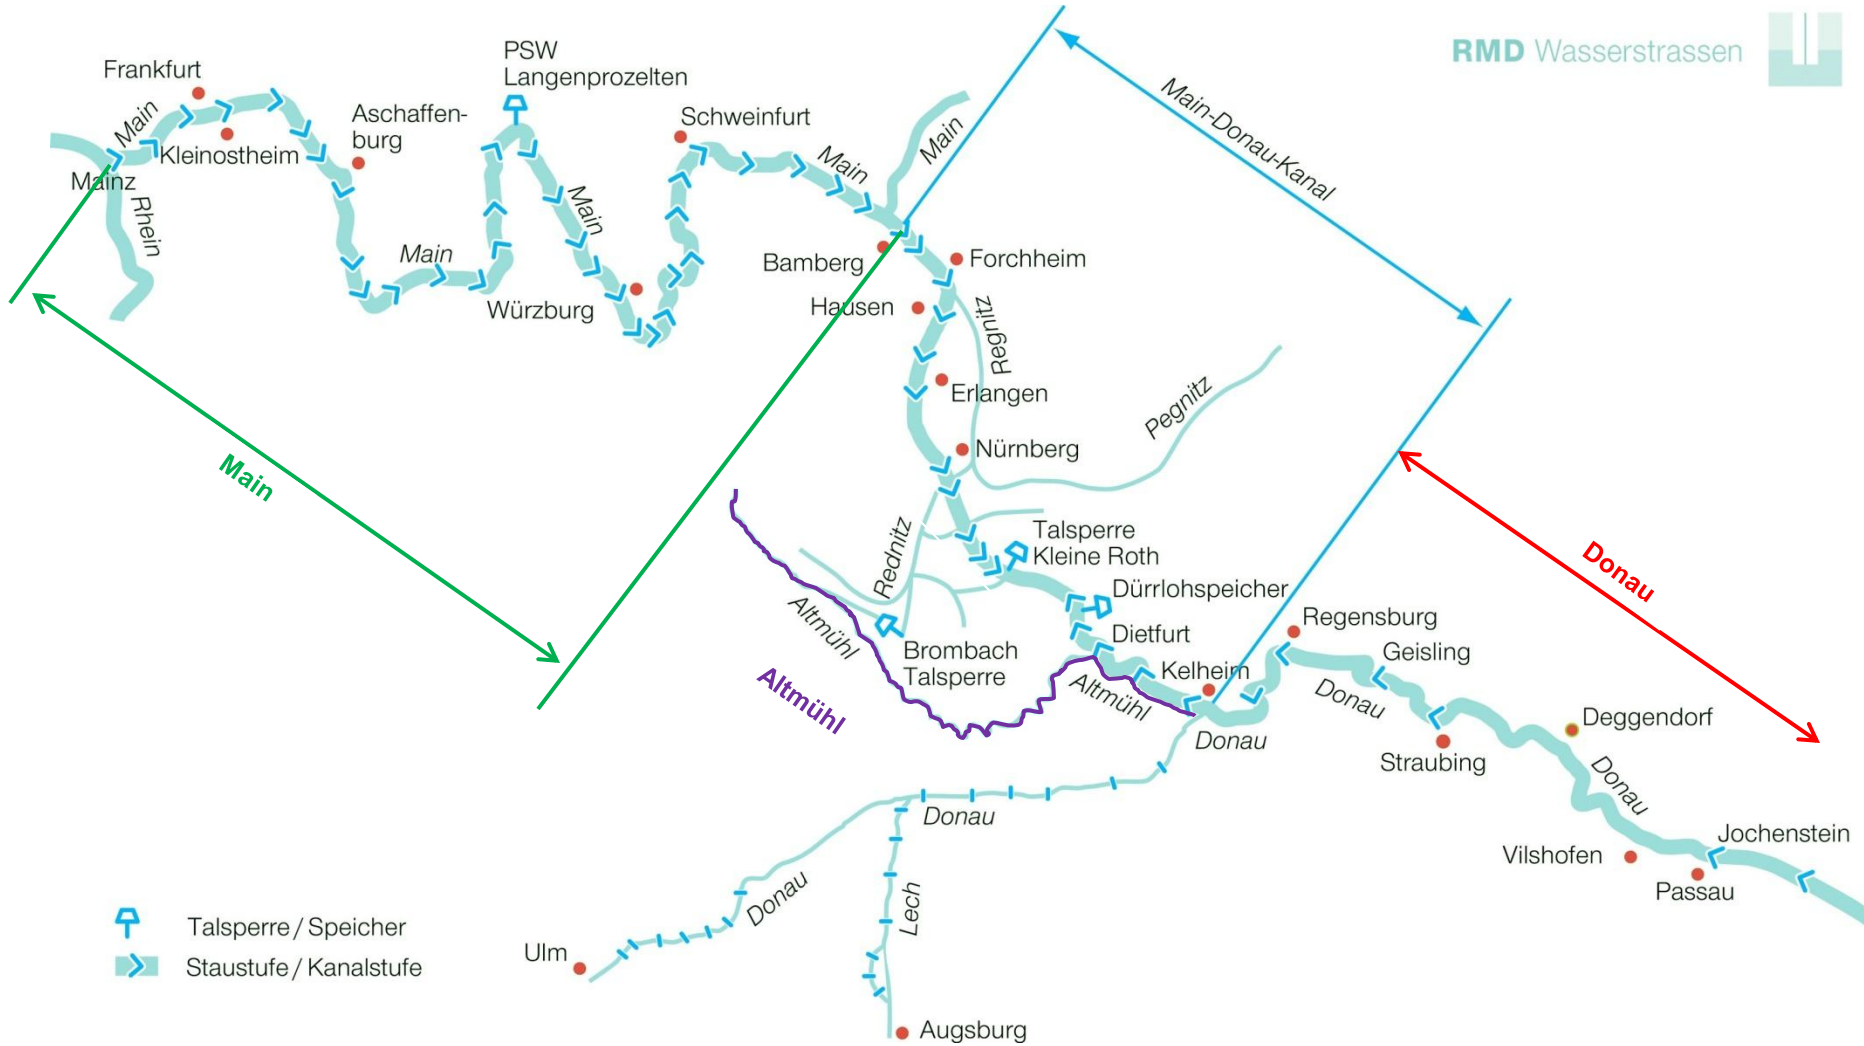 RMD Wasserstrassen
PSW
Langenprozelten
Frankfurt
Main
Kleinostheim
Aschaffen-
burg
Mainz
Rhein
Main
Main
Würzburg
Schweinfurt
Main
Main
Main-Donau-Kanal
Bamberg
Forchheim
Hausen
Regnitz
Erlangen
Pegnitz
Nürnberg
Main
Rednitz
Talsperre
Kleine Roth
Dürrlohspeicher
Dietfurt
Altmühl
Brombach
Talsperre
Altmühl
Altmühl
Kelheim
Donau
Donau
Regensburg
Geisling
Donau
Straubing
Deggendorf
Donau
Vilshofen
Jochenstein
Passau
Donau
Donau
Lech
Ulm
Augsburg
Talsperre / Speicher
Staustufe / Kanalstufe